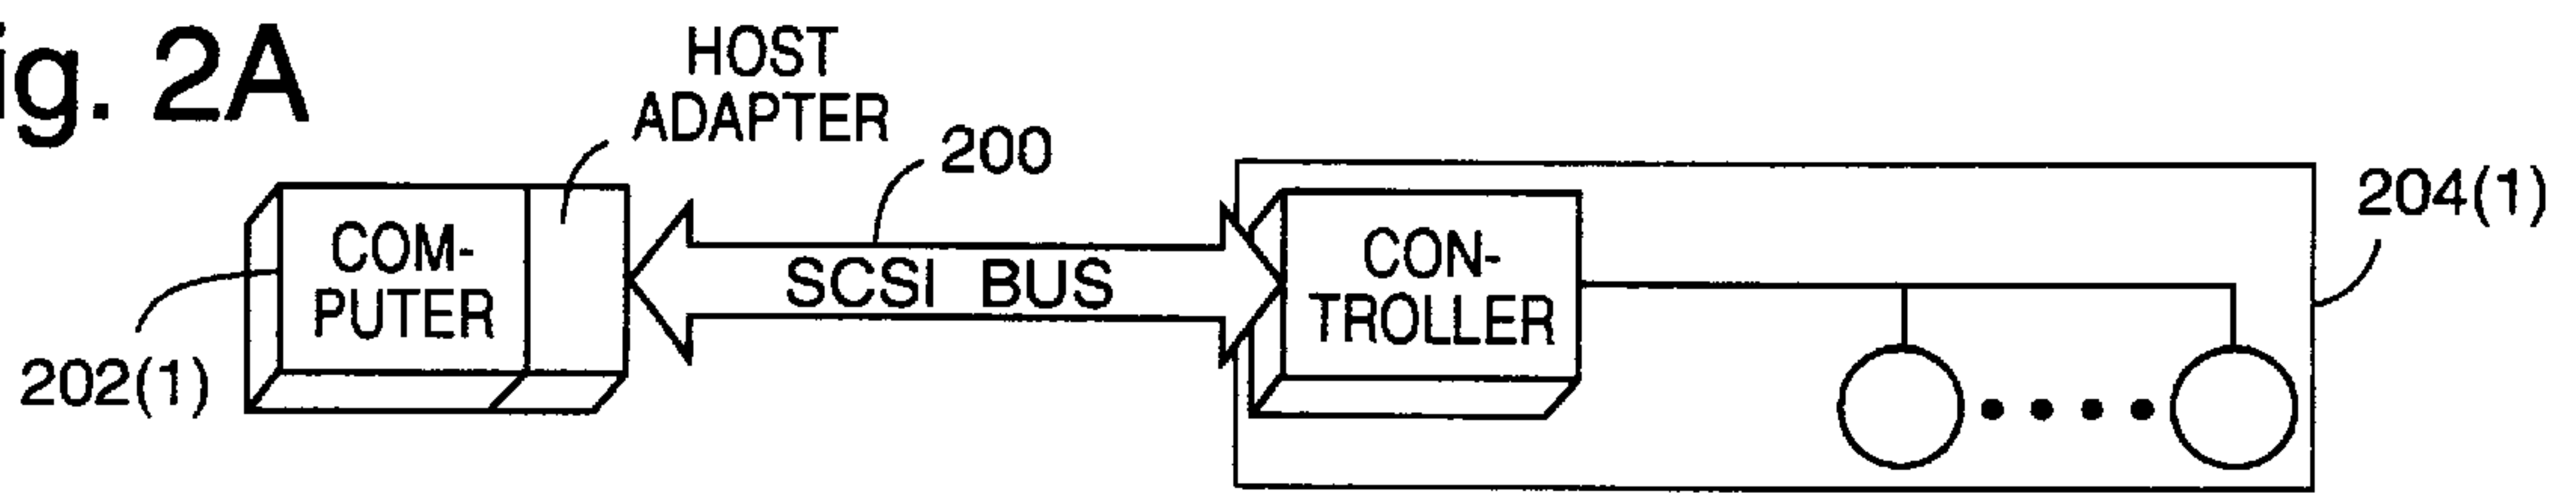 ig. 2A
HOST
ADAPTER
200
204(1)
COM-
PUTER
SCSI BUS
CON-
TROLLER
202(1)